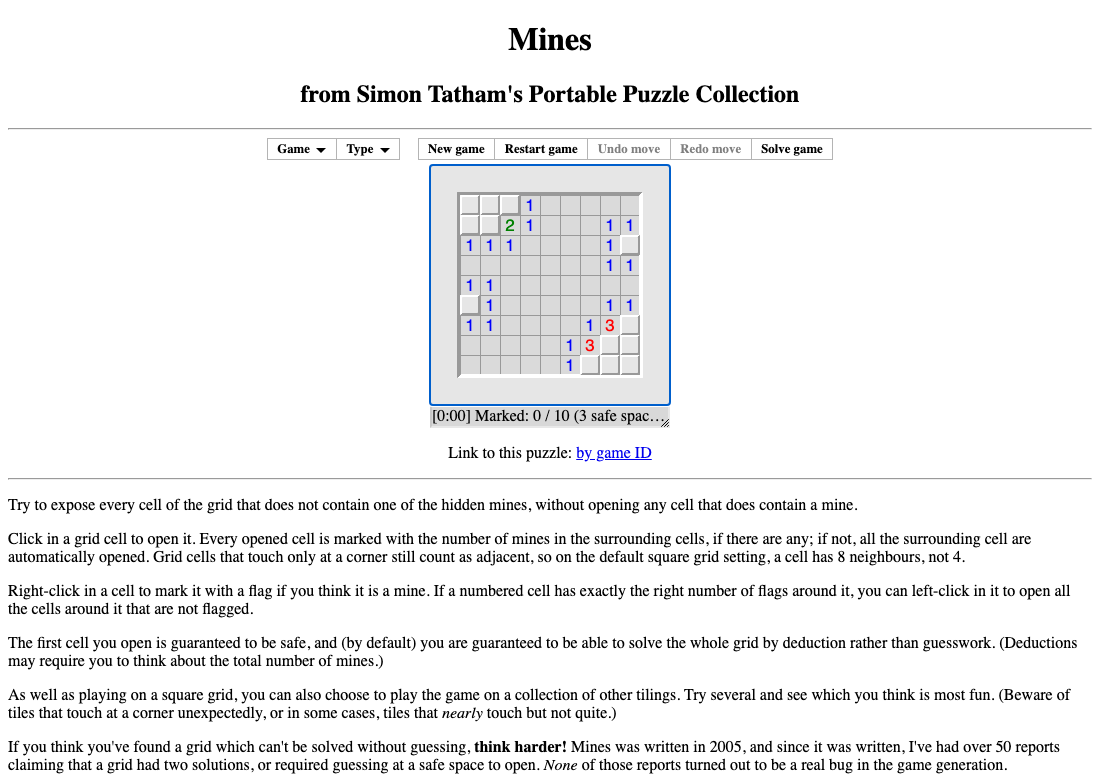 Mines
from Simon Tatham's Portable Puzzle Collection
Game Type New game Restart game Undo move Redo move Solve game
1
2 1 1 1
1 1 1 1
1 1
1 1
1 1 1
1 1 1 3
1 3
1
[0:00] Marked: 0 / 10 (3 safe spac…
Link to this puzzle: by game ID
Try to expose every cell of the grid that does not contain one of the hidden mines, without opening any cell that does contain a mine.
Click in a grid cell to open it. Every opened cell is marked with the number of mines in the surrounding cells, if there are any; if not, all the surrounding cell are
automatically opened. Grid cells that touch only at a corner still count as adjacent, so on the default square grid setting, a cell has 8 neighbours, not 4.
Right-click in a cell to mark it with a flag if you think it is a mine. If a numbered cell has exactly the right number of flags around it, you can left-click in it to open all
the cells around it that are not flagged.
The first cell you open is guaranteed to be safe, and (by default) you are guaranteed to be able to solve the whole grid by deduction rather than guesswork. (Deductions
may require you to think about the total number of mines.)
As well as playing on a square grid, you can also choose to play the game on a collection of other tilings. Try several and see which you think is most fun. (Beware of
tiles that touch at a corner unexpectedly, or in some cases, tiles that nearly touch but not quite.)
If you think you've found a grid which can't be solved without guessing, think harder! Mines was written in 2005, and since it was written, I've had over 50 reports
claiming that a grid had two solutions, or required guessing at a safe space to open. None of those reports turned out to be a real bug in the game generation.